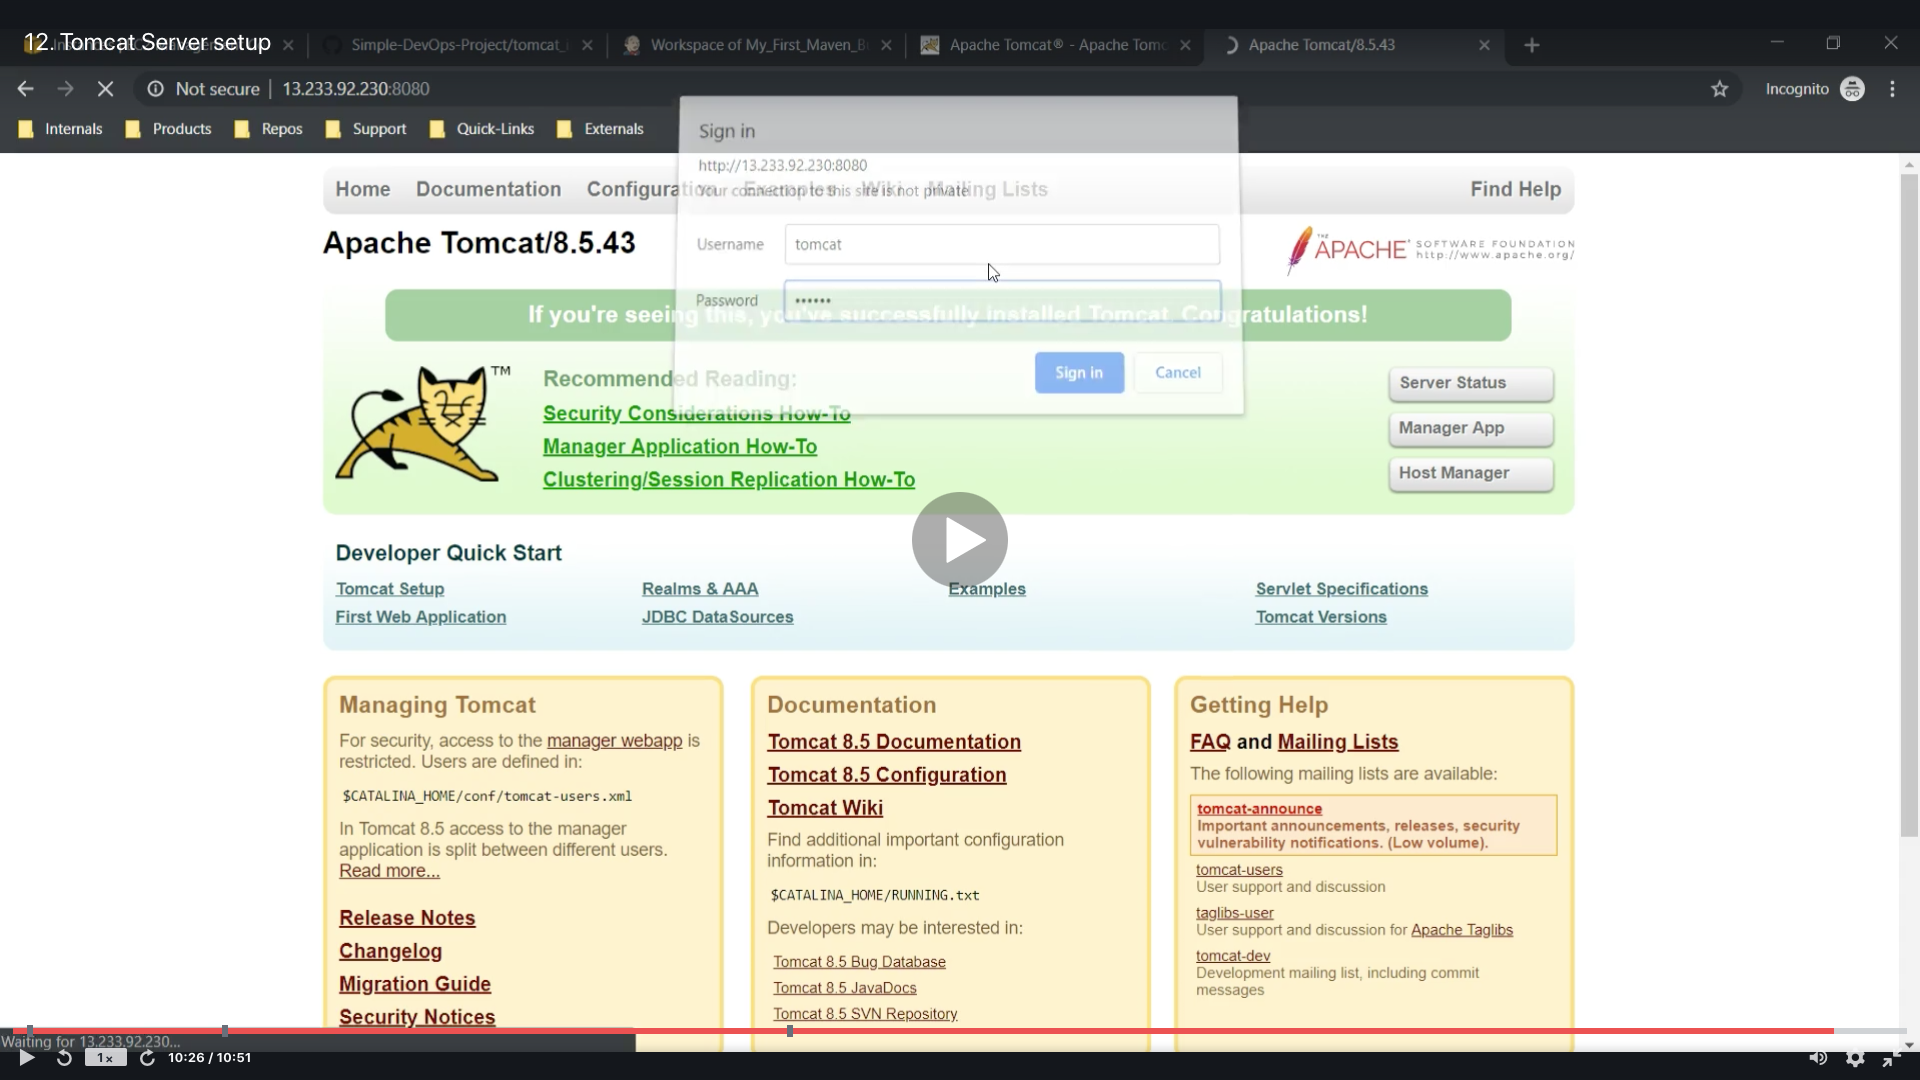 12. Tomcat Server setup
Simple-DevOps-Project/tomcat_
Workspace of My_First_Maven_B
Apache Tomcat® - Apache Tomc
Apache Tomcat/8.5.43
Not secure | 13.233.92.230:8080
Incognito
Internals
Products
Repos
Support
Quick-Links
Externals
Sign in
http://13.233.92.230:8080
Your connection to this site is not private
Username
tomcat
Password
••••••
Sign in
Cancel
Home
Documentation
Configuration
Examples
Wiki
Mailing Lists
Find Help
Apache Tomcat/8.5.43
THE APACHE® SOFTWARE FOUNDATION
http://www.apache.org/
If you're seeing this, you've successfully installed Tomcat. Congratulations!
TM
Recommended Reading:
Security Considerations How-To
Manager Application How-To
Clustering/Session Replication How-To
Server Status
Manager App
Host Manager
Developer Quick Start
Tomcat Setup
First Web Application
Realms & AAA
JDBC DataSources
Examples
Servlet Specifications
Tomcat Versions
Managing Tomcat
For security, access to the manager webapp is
restricted. Users are defined in:
$CATALINA_HOME/conf/tomcat-users.xml
In Tomcat 8.5 access to the manager
application is split between different users.
Read more...
Release Notes
Changelog
Migration Guide
Security Notices
Documentation
Tomcat 8.5 Documentation
Tomcat 8.5 Configuration
Tomcat Wiki
Find additional important configuration
information in:
$CATALINA_HOME/RUNNING.txt
Developers may be interested in:
Tomcat 8.5 Bug Database
Tomcat 8.5 JavaDocs
Tomcat 8.5 SVN Repository
Getting Help
FAQ and Mailing Lists
The following mailing lists are available:
tomcat-announce
Important announcements, releases, security
vulnerability notifications. (Low volume).
tomcat-users
User support and discussion
taglibs-user
User support and discussion for Apache Taglibs
tomcat-dev
Development mailing list, including commit
messages
Waiting for 13.233.92.230...
1x
10:26 / 10:51